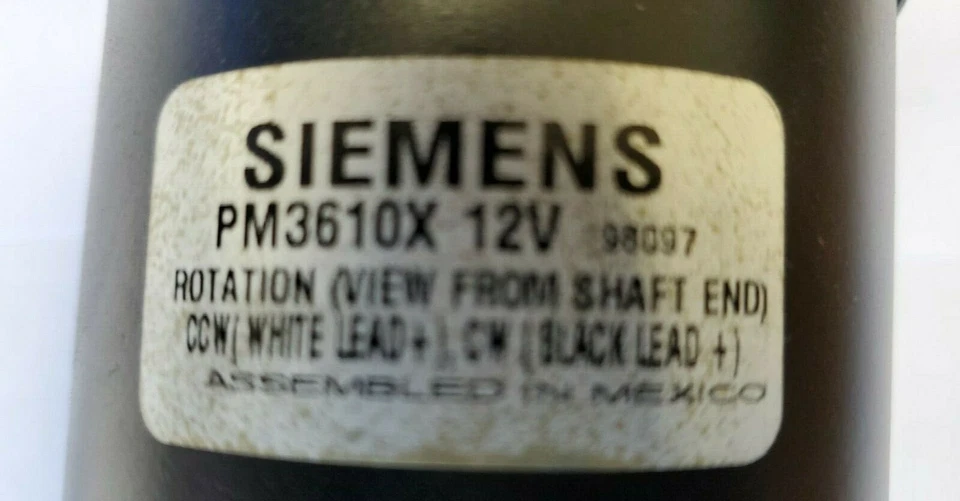 SIEMENS
PM3610X 12V 98097
ROTATION (VIEW FROM SHAFT END)
CCW(WHITE LEAD+), CW (BLACK LEAD +)
ASSEMBLED IN MEXICO